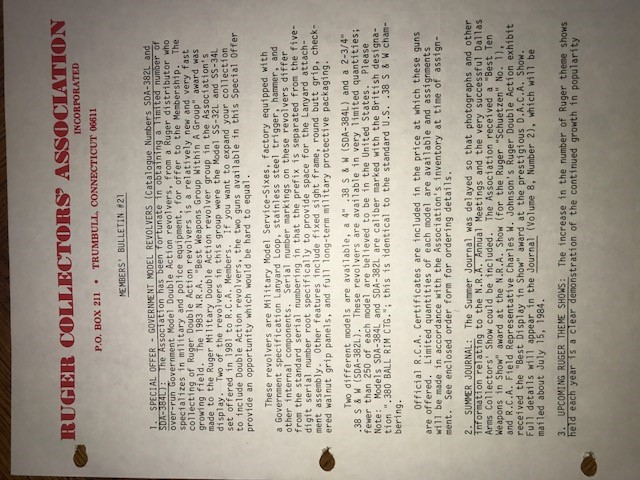 RUGER COLLECTORS' ASSOCIATION
INCORPORATED
P.O. BOX 211 • TRUMBULL, CONNECTICUT 06611
MEMBERS' BULLETIN #21
1. SPECIAL OFFER - GOVERNMENT MODEL REVOLVERS (Catalogue Numbers SDA-382L and
SDA-384L): The Association has been fortunate in obtaining a limited number of
overrun Government Model Double Action revolvers, from a Ruger distributor who
specializes in military and police equipment, for offer to the Membership. The
collecting of Ruger Double Action revolvers is a relatively new and very fast
growing field. The 1983 N.R.A. "Best Weapons Group Within A Group" award was
made to the Ruger Military Double Action revolver group in the Association's
display. Two of the revolvers in this group were the Model SS-32L and SS-34L
set, offered in 1981 to R.C.A. Members. If you want to expand your collection
to include Double Action revolvers, the two guns available in this Special Offer
provide an opportunity which would be hard to equal.
These revolvers are Military Model Service-Sixes, factory equipped with
a Government specification Lanyard Loop, stainless steel trigger, hammer, and
other internal components. Serial number markings on these revolvers differ
from the standard serial numbering in that the prefix is separated from the five-
digit serial number root specifically to provide space for the Lanyard attach-
ment assembly. Other features include fixed sight frame, round butt grip, check-
ered walnut grip panels, and full long-term military protective packaging.
Two different models are available, a 4" .38 S & W (SDA-384L) and a 2-3/4"
.38 S & W (SDA-382L). These revolvers are available in very limited quantities;
fewer than 250 of each model are believed to be in the United States. Please
Note: Models SDA-384L and SDA-382L are caliber marked with the British designa-
tion ".380 BALL RIM CTG."; this is identical to the standard U.S. .38 S & W cham-
bering.
Official R.C.A. Certificates are included in the price at which these guns
are offered. Limited quantities of each model are available and assignments
will be made in accordance with the Association's inventory at time of assign-
ment. See enclosed order form for ordering details.
2. SUMMER JOURNAL: The Summer Journal was delayed so that photographs and other
information relative to the N.R.A. Annual Meetings and the very successful Dallas
Arms Collectors' Show could be included. The Association received a "Best Ten
Weapons in Show" award at the N.R.A. Show (for the Ruger "Schuetzen" No. 1),
and R.C.A. Field Representative Charles W. Johnson's Ruger Double Action exhibit
received the "Best Display in Show" award at the prestigious D.A.C.A. Show.
Full details will appear in the Journal (Volume 8, Number 2), which will be
mailed about July 15, 1984.
3. UPCOMING RUGER THEME SHOWS: The increase in the number of Ruger theme shows
held each year is a clear demonstration of the continued growth in popularity